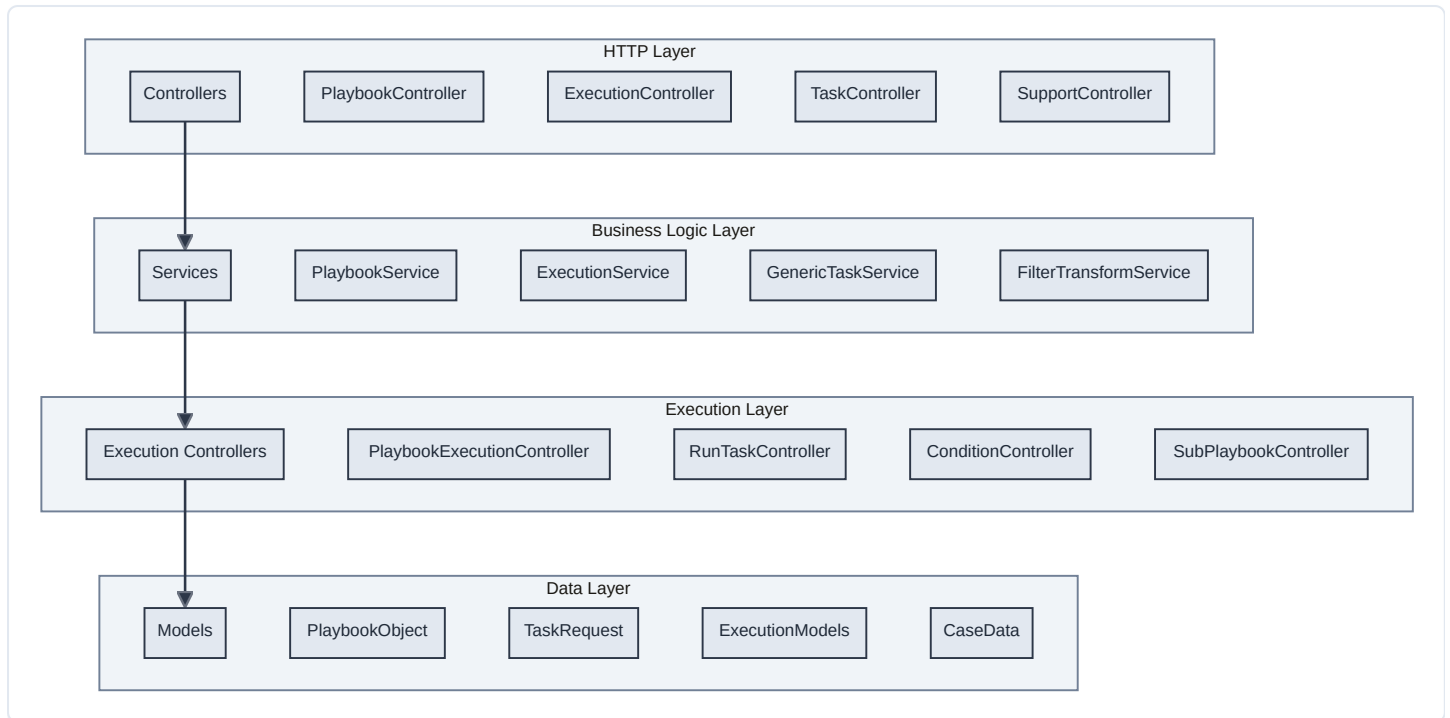 HTTP Layer
Controllers
PlaybookController
ExecutionController
TaskController
SupportController
Business Logic Layer
Services
PlaybookService
ExecutionService
GenericTaskService
FilterTransformService
Execution Layer
Execution Controllers
PlaybookExecutionController
RunTaskController
ConditionController
SubPlaybookController
Data Layer
Models
PlaybookObject
TaskRequest
ExecutionModels
CaseData